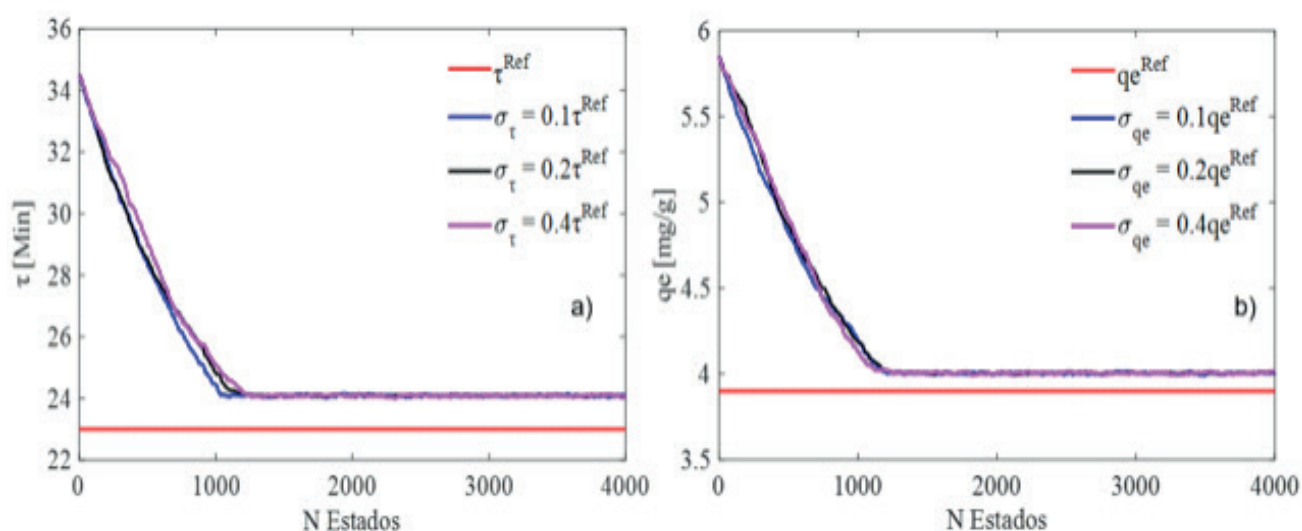 36
34
32
30
28
26
24
22
τ [Min]
0
1000
2000
3000
4000
N Estados
τ^Ref
σ_τ = 0.1τ^Ref
σ_τ = 0.2τ^Ref
σ_τ = 0.4τ^Ref
a)
6
5.5
5
4.5
4
3.5
qe [mg/g]
0
1000
2000
3000
4000
N Estados
qe^Ref
σ_qe = 0.1qe^Ref
σ_qe = 0.2qe^Ref
σ_qe = 0.4qe^Ref
b)